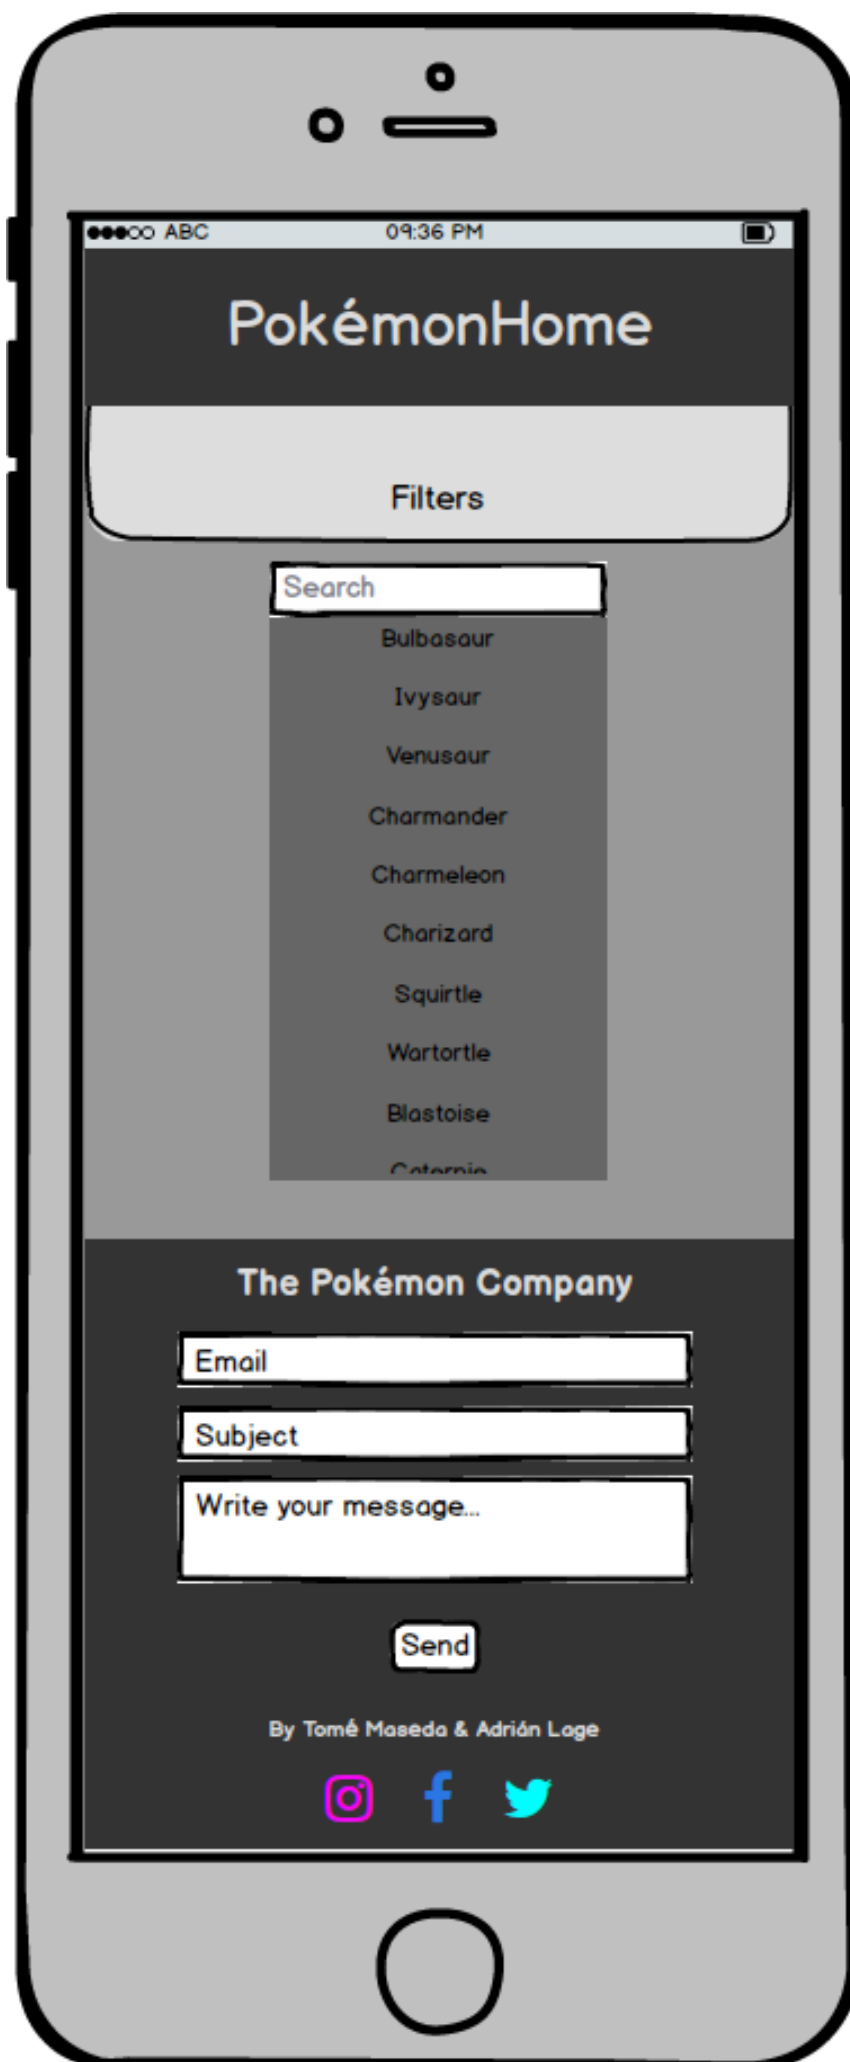 ABC 09:36 PM
PokémonHome
Filters
Search
Bulbasaur
Ivysaur
Venusaur
Charmander
Charmeleon
Charizard
Squirtle
Wartortle
Blastoise
Caterpie
The Pokémon Company
Email
Subject
Write your message...
Send
By Tomé Maseda & Adrián Lage